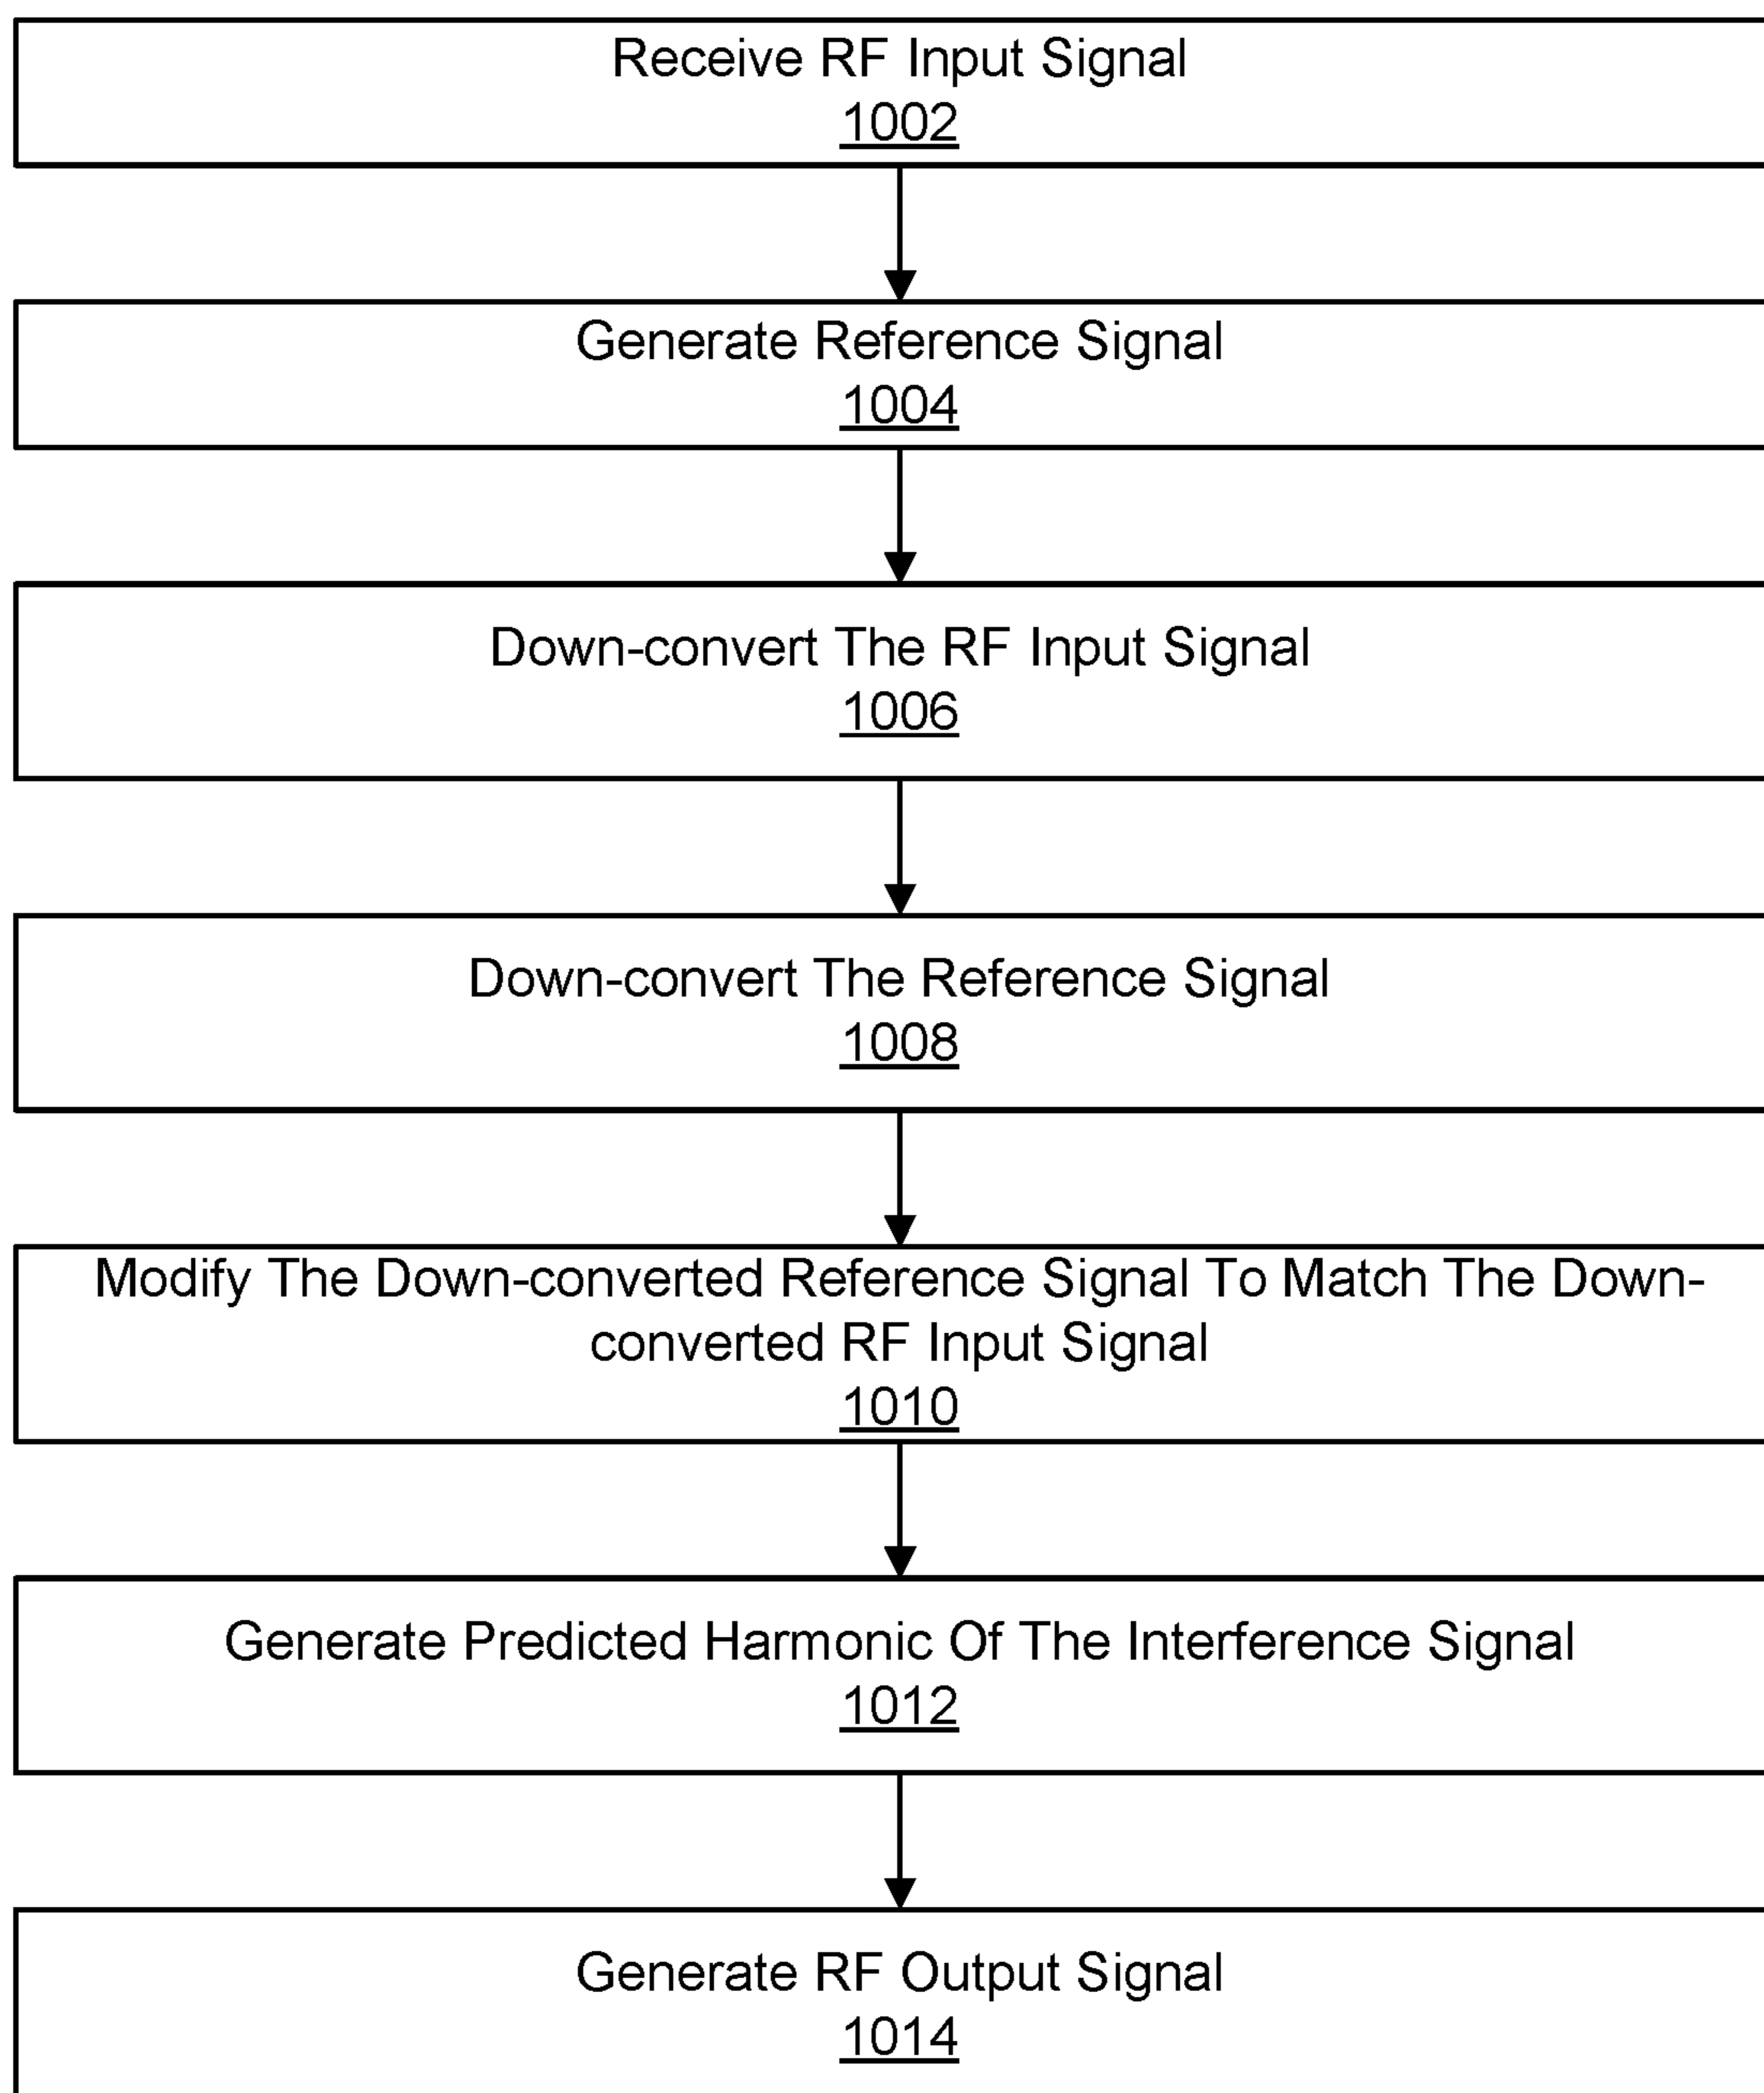 Receive RF Input Signal
1002
Generate Reference Signal
1004
Down-convert The RF Input Signal
1006
Down-convert The Reference Signal
1008
Modify The Down-converted Reference Signal To Match The Down-
converted RF Input Signal
1010
Generate Predicted Harmonic Of The Interference Signal
1012
Generate RF Output Signal
1014